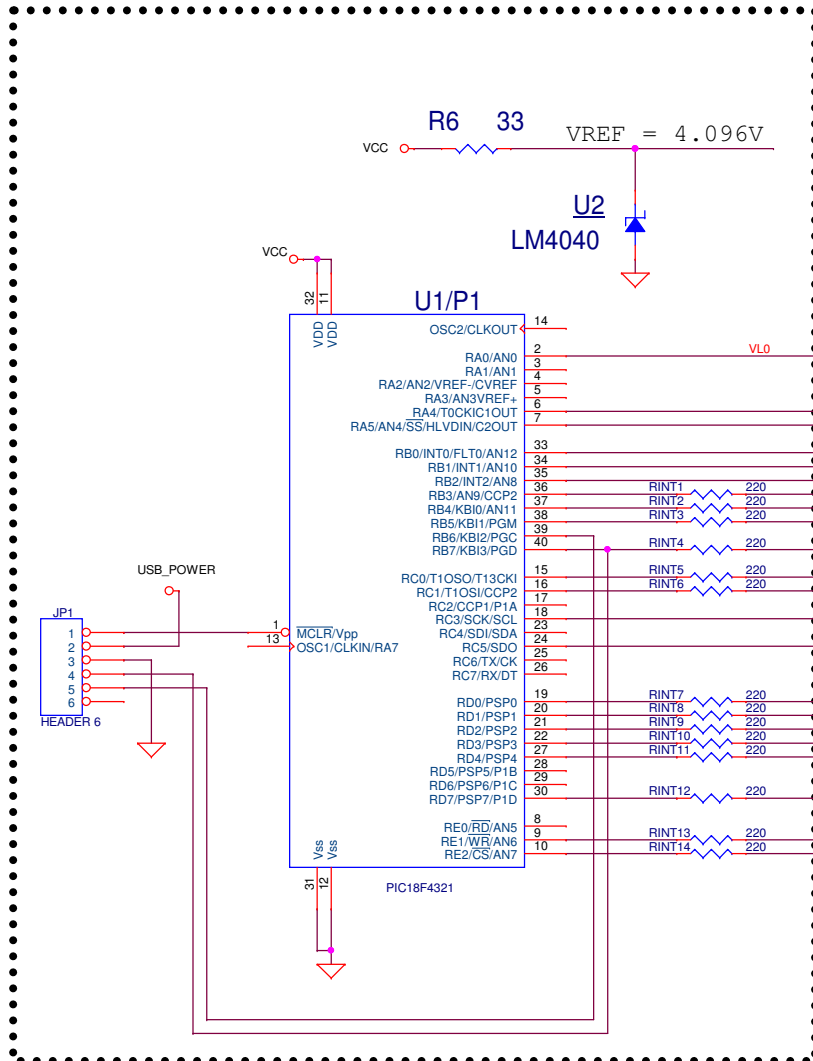 R6 33
VREF = 4.096V
VCC
U2
LM4040
VCC
U1/P1
32 11
VDD VDD
OSC2/CLKOUT 14
RA0/AN0 2 VL0
RA1/AN1 3
RA2/AN2/VREF-/CVREF 4
RA3/AN3VREF+ 5
RA4/T0CKIC1OUT 6
RA5/AN4/SS/HLVDIN/C2OUT 7
RB0/INT0/FLT0/AN12 33
RB1/INT1/AN10 34
RB2/INT2/AN8 35
RB3/AN9/CCP2 36 RINT1 220
RB4/KBI0/AN11 37 RINT2 220
RB5/KBI1/PGM 38 RINT3 220
RB6/KBI2/PGC 39
RB7/KBI3/PGD 40 RINT4 220
RC0/T1OSO/T13CKI 15 RINT5 220
RC1/T1OSI/CCP2 16 RINT6 220
RC2/CCP1/P1A 17
RC3/SCK/SCL 18
RC4/SDI/SDA 23
RC5/SDO 24
RC6/TX/CK 25
RC7/RX/DT 26
USB_POWER
JP1
1
2
3
4
5
6
HEADER 6
1 MCLR/Vpp
13 OSC1/CLKIN/RA7
RD0/PSP0 19 RINT7 220
RD1/PSP1 20 RINT8 220
RD2/PSP2 21 RINT9 220
RD3/PSP3 22 RINT10 220
RD4/PSP4 27 RINT11 220
RD5/PSP5/P1B 28
RD6/PSP6/P1C 29
RD7/PSP7/P1D 30 RINT12 220
RE0/RD/AN5 8
RE1/WR/AN6 9 RINT13 220
RE2/CS/AN7 10 RINT14 220
Vss Vss
31 12
PIC18F4321